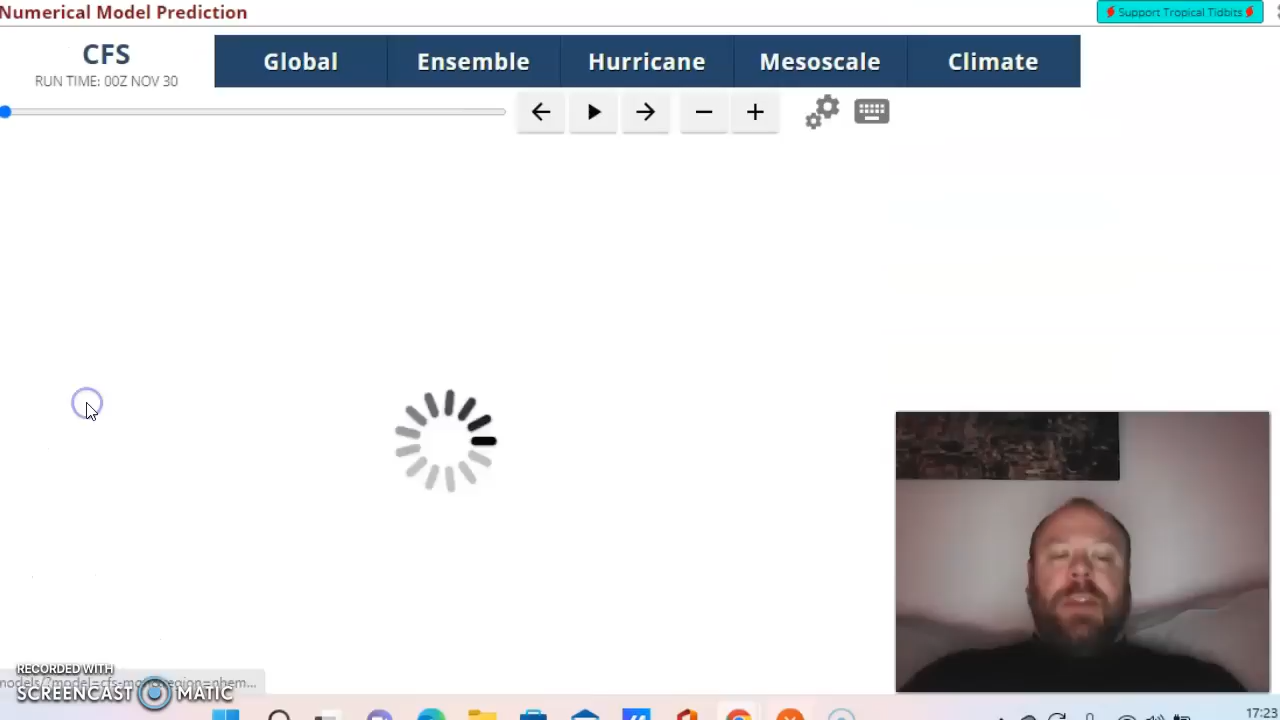 Numerical Model Prediction
Support Tropical Tidbits
CFS
RUN TIME: 00Z NOV 30
Global
Ensemble
Hurricane
Mesoscale
Climate
RECORDED WITH
SCREENCAST MATIC
17:23